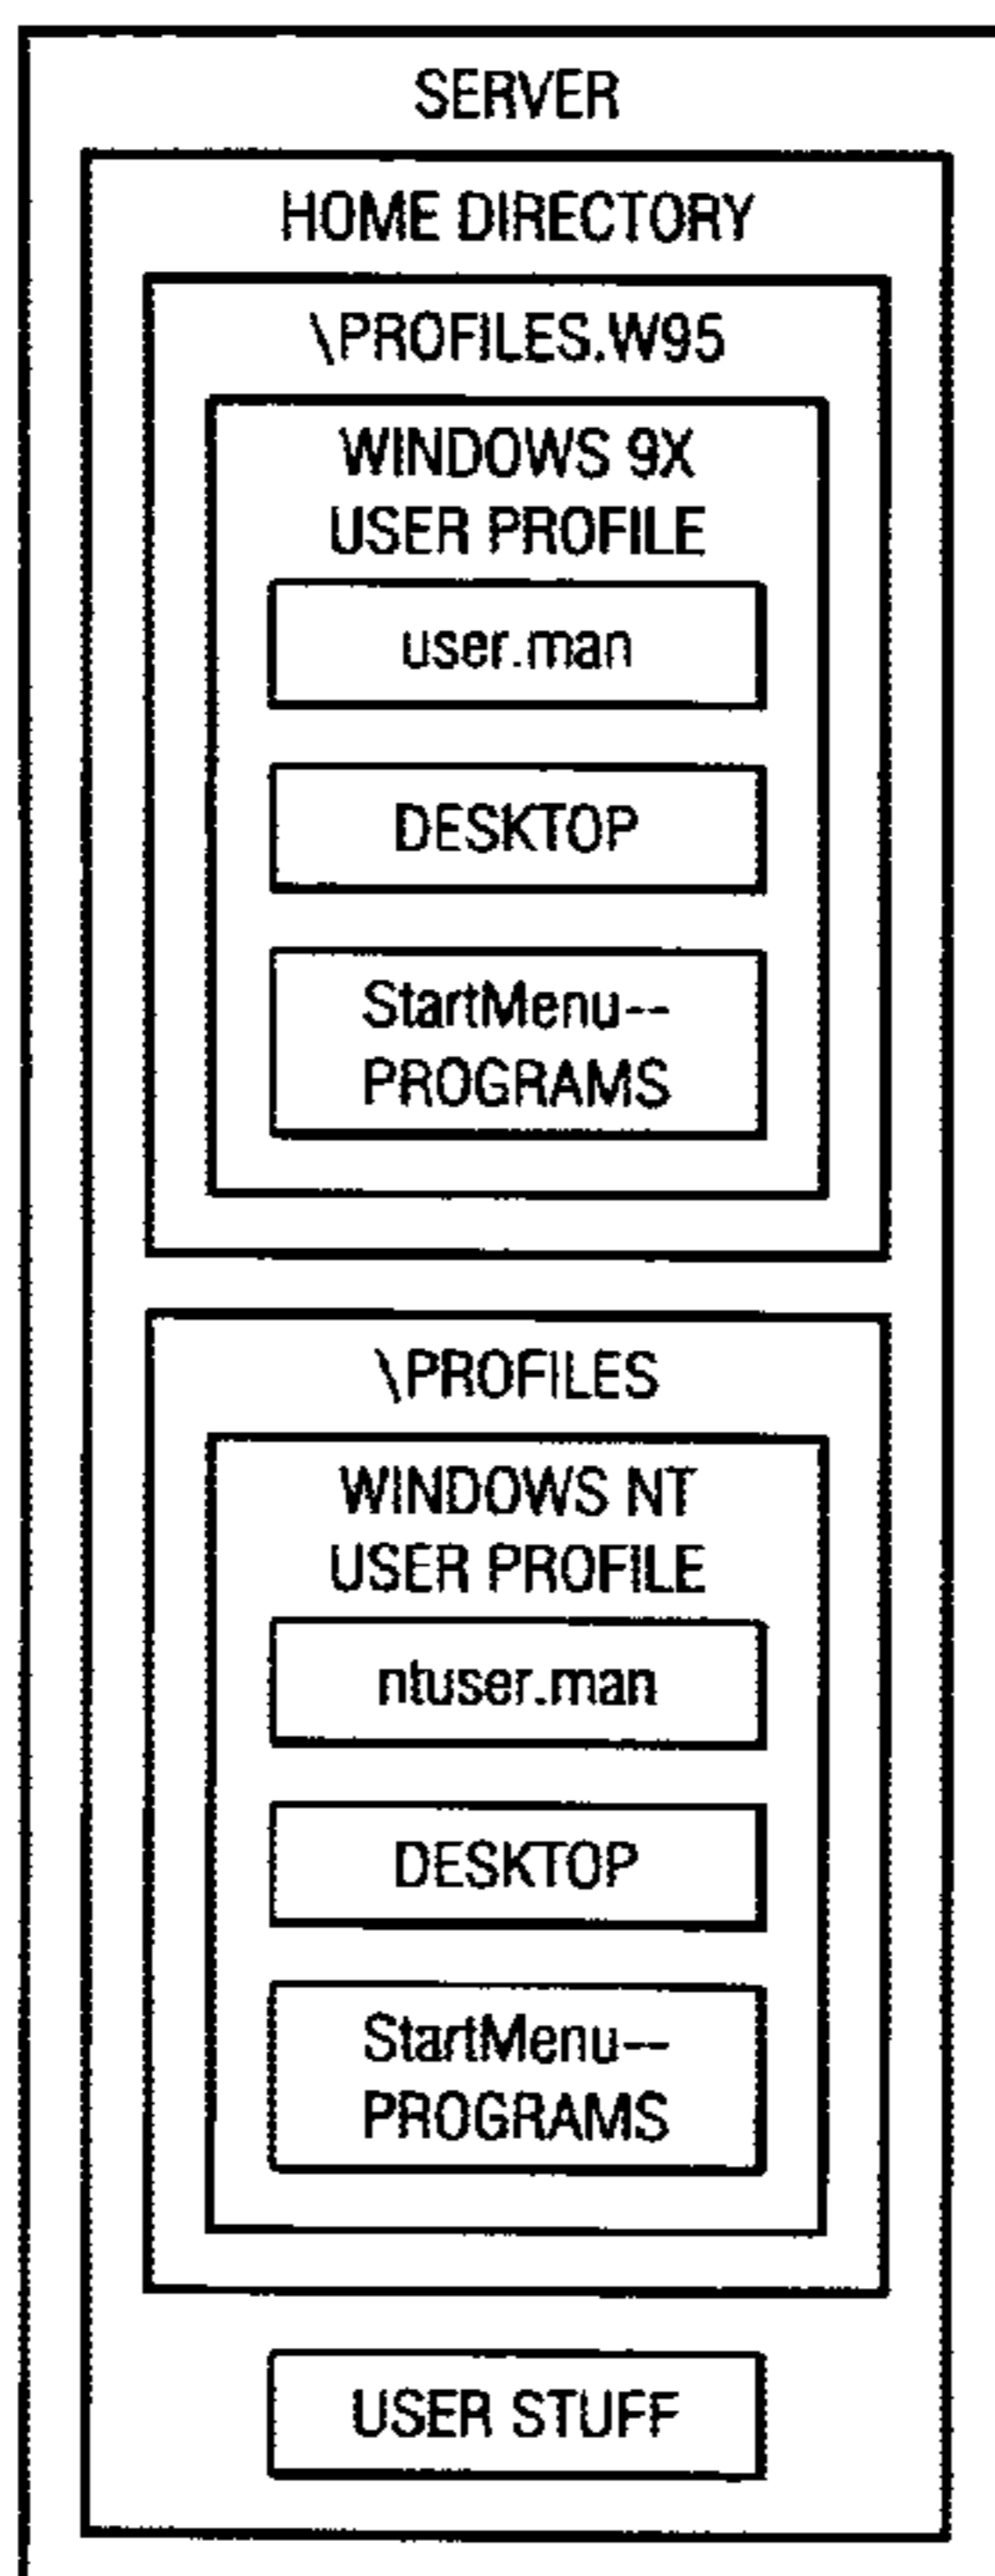 SERVER
HOME DIRECTORY
\PROFILES.W95
WINDOWS 9X
USER PROFILE
user.man
DESKTOP
StartMenu--
PROGRAMS
\PROFILES
WINDOWS NT
USER PROFILE
ntuser.man
DESKTOP
StartMenu--
PROGRAMS
USER STUFF